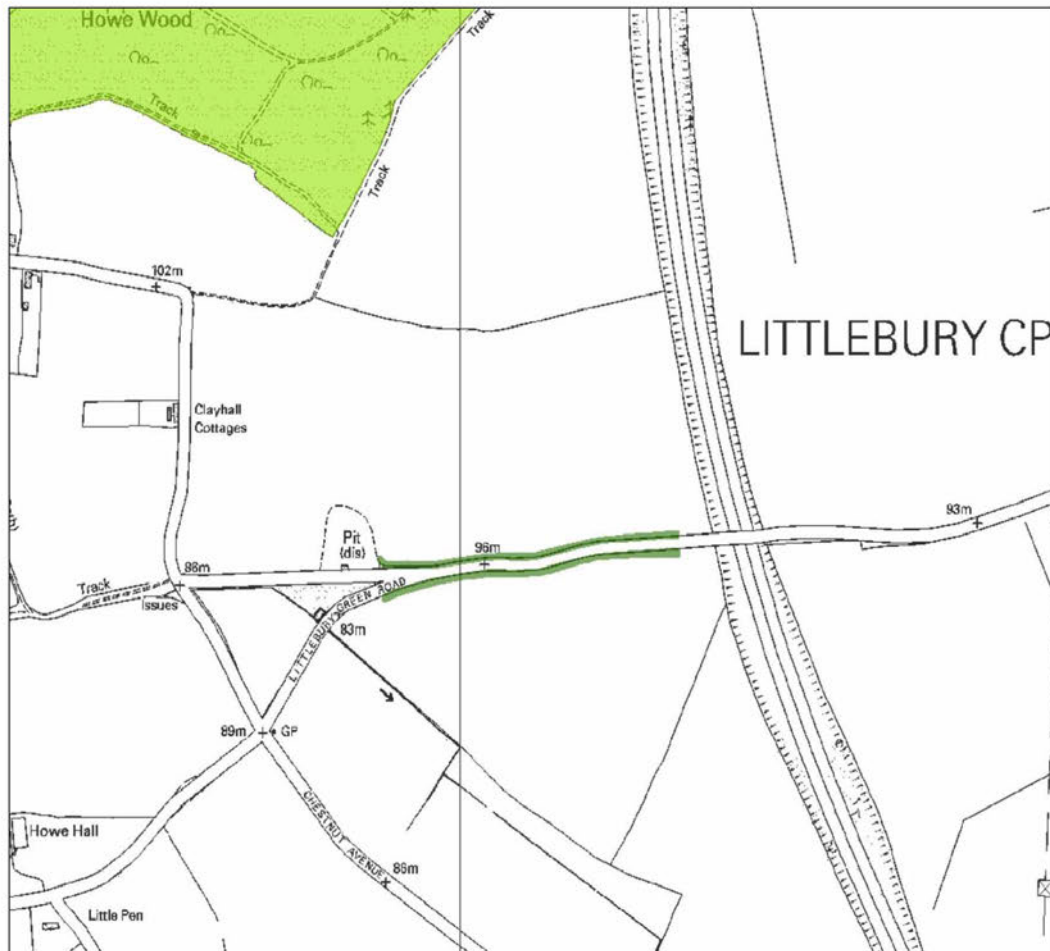 Howe Wood
Track
Track
Track
102m
LITTLEBURY CP
Clayhall
Cottages
Pit
(dis)
96m
93m
88m
Track
Issues
LITTLEBURY GREEN ROAD
83m
89m
GP
CHESTNUT AVENUE
86m
Howe Hall
Little Pen